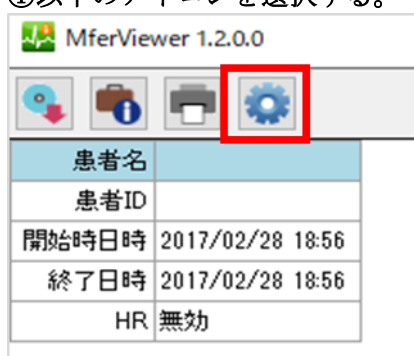 ①以下のアイコンを選択する。
MferViewer 1.2.0.0
患者名
患者ID
開始時日時 2017/02/28 18:56
終了日時 2017/02/28 18:56
HR 無効